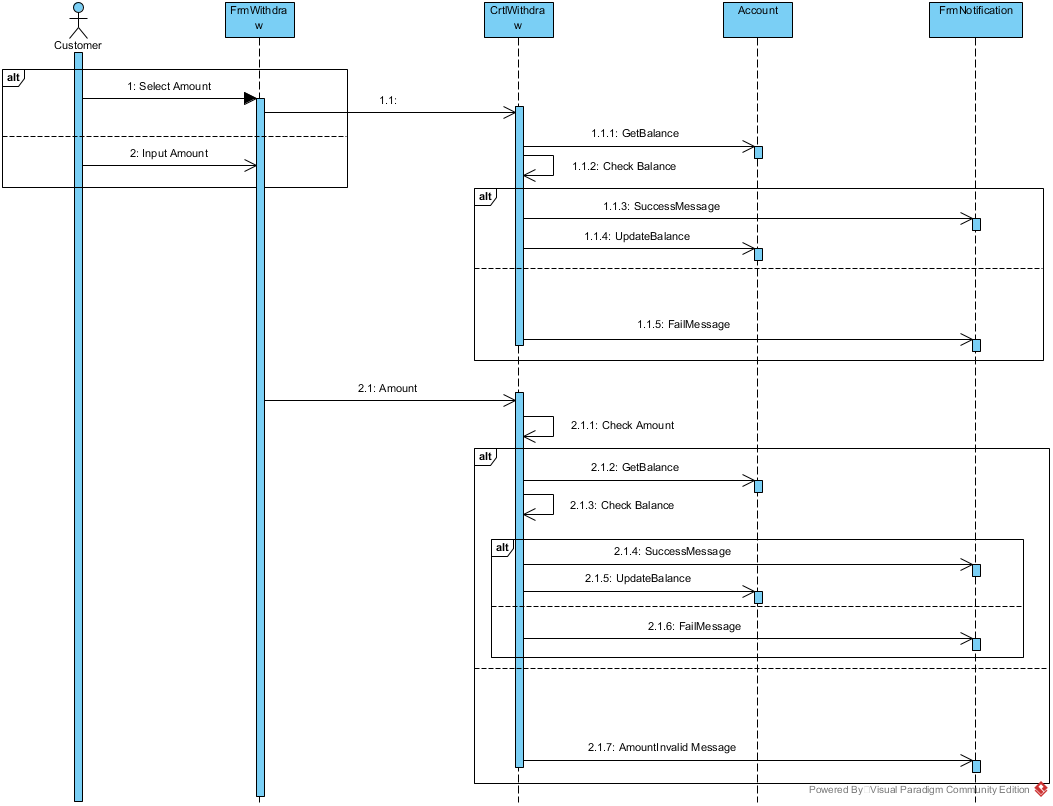 FrmWithdra
w
CrtlWithdra
w
Account
FrmNotification
Customer
alt
1: Select Amount
1.1:
1.1.1: GetBalance
2: Input Amount
1.1.2: Check Balance
alt
1.1.3: SuccessMessage
1.1.4: UpdateBalance
1.1.5: FailMessage
2.1: Amount
2.1.1: Check Amount
alt
2.1.2: GetBalance
2.1.3: Check Balance
alt
2.1.4: SuccessMessage
2.1.5: UpdateBalance
2.1.6: FailMessage
2.1.7: AmountInvalid Message
Powered By Visual Paradigm Community Edition